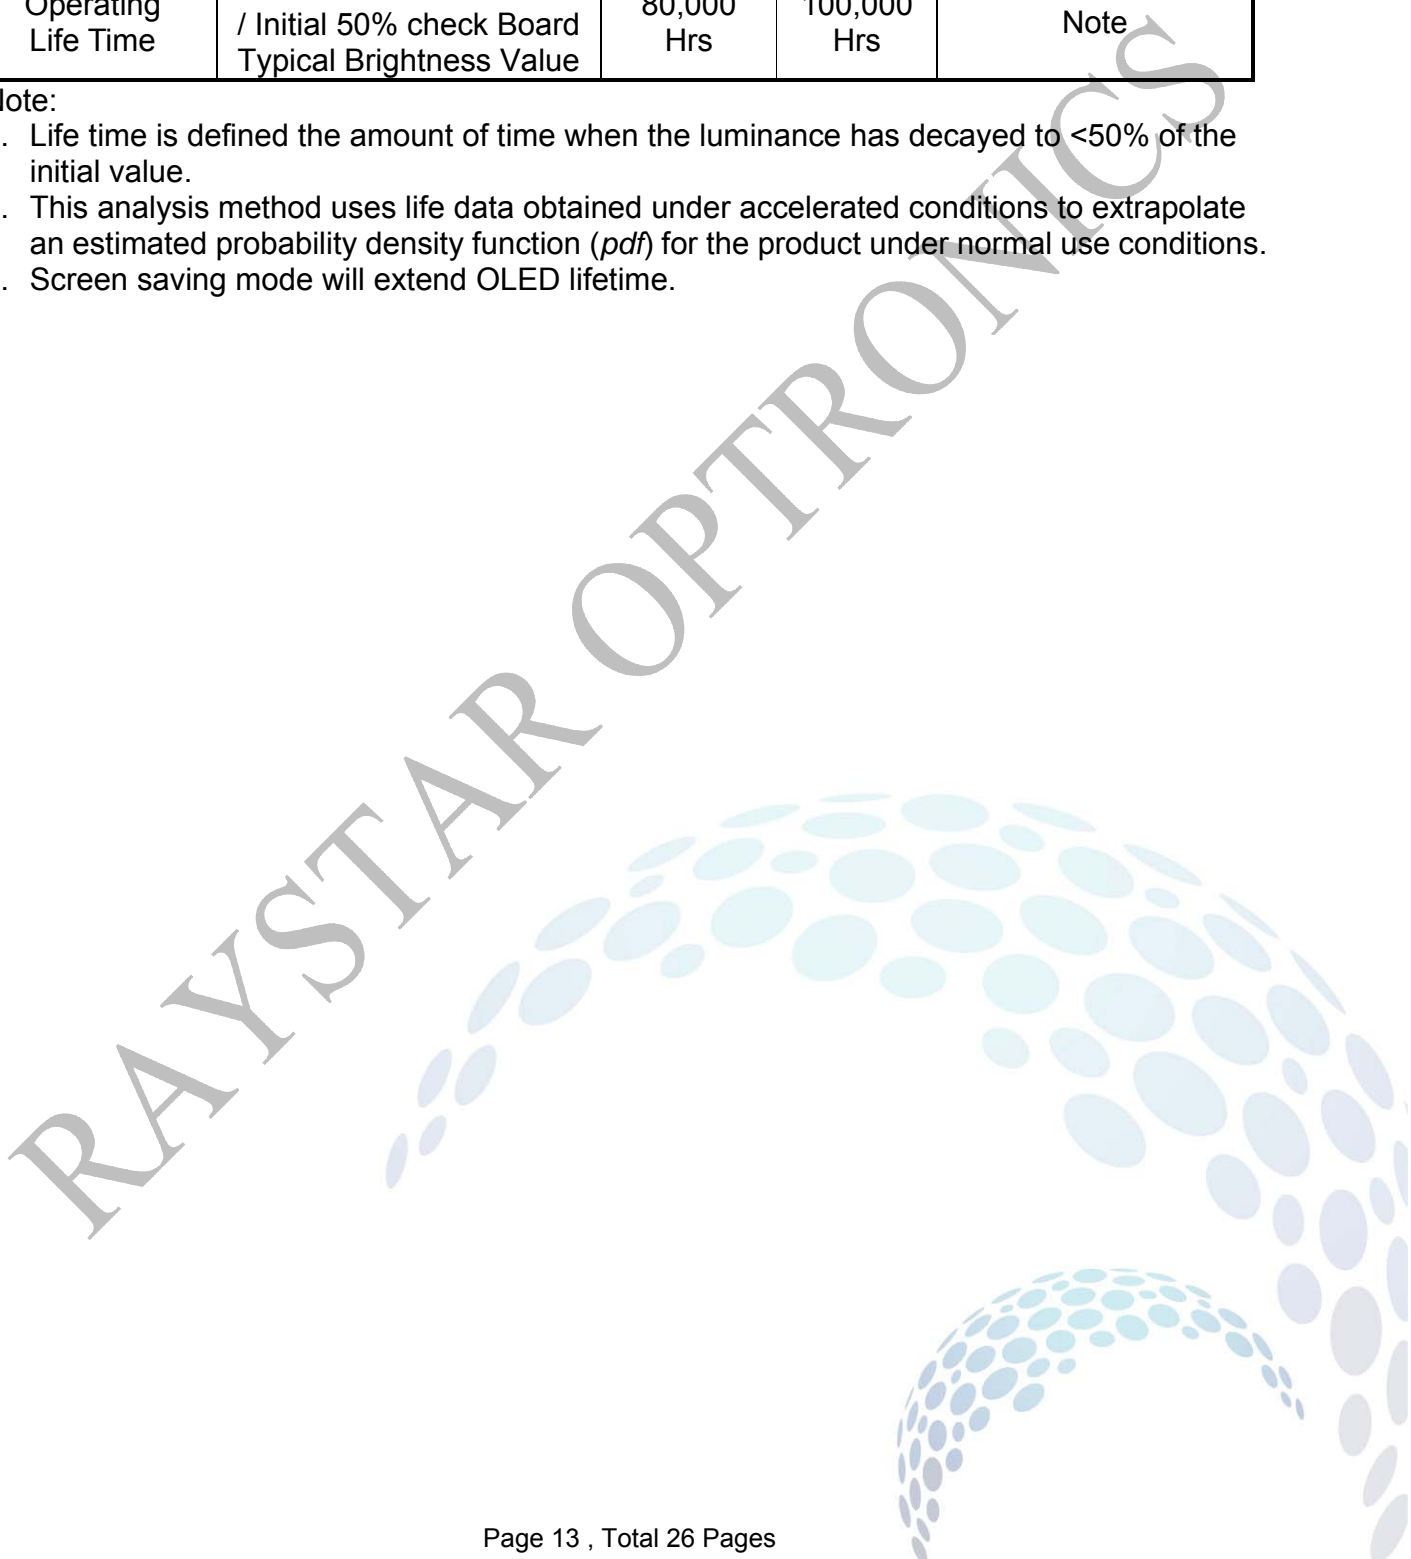 Operating
Life Time
/ Initial 50% check Board
Typical Brightness Value
80,000
Hrs
100,000
Hrs
Note
Note:
. Life time is defined the amount of time when the luminance has decayed to <50% of the
initial value.
. This analysis method uses life data obtained under accelerated conditions to extrapolate
an estimated probability density function (pdf) for the product under normal use conditions.
. Screen saving mode will extend OLED lifetime.
RAYSTAR OPTRONICS
Page 13 , Total 26 Pages